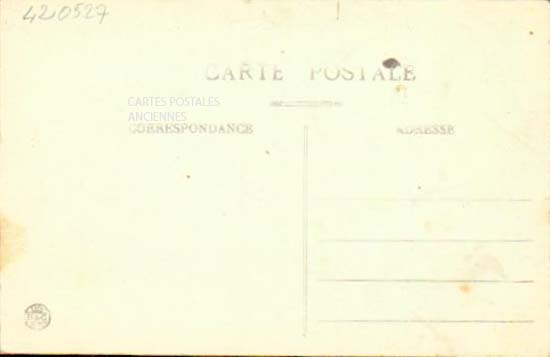 420527
CARTE POSTALE
CARTES POSTALES
ANCIENNES
CORRESPONDANCE
ADRESSE